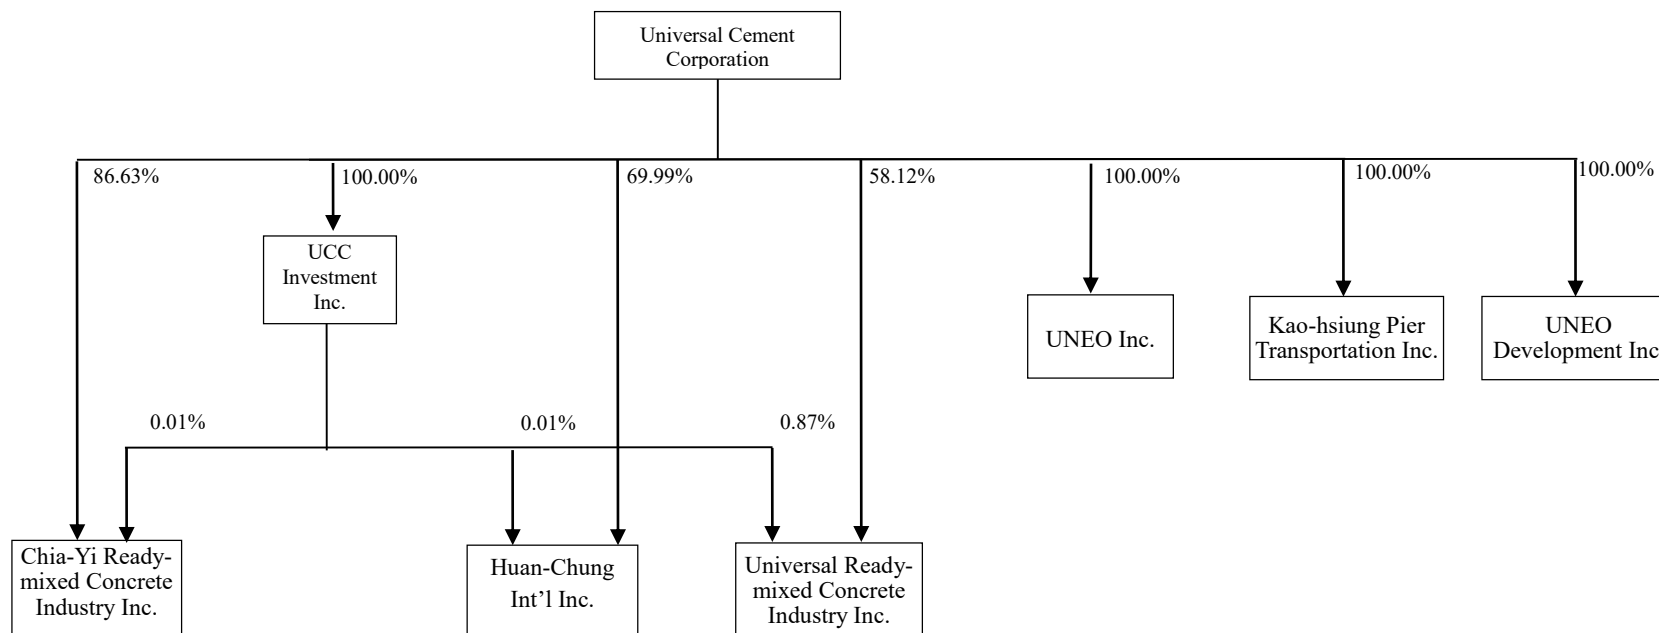 Universal Cement
Corporation
86.63%
100.00%
69.99%
58.12%
100.00%
100.00%
100.00%
UCC
Investment
Inc.
UNEO Inc.
Kao-hsiung Pier
Transportation Inc.
UNEO
Development Inc
0.01%
0.01%
0.87%
Chia-Yi Ready-
mixed Concrete
Industry Inc.
Huan-Chung
Int’l Inc.
Universal Ready-
mixed Concrete
Industry Inc.